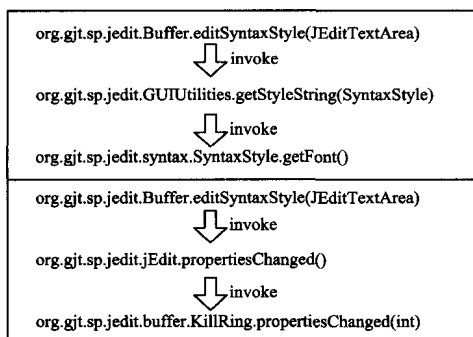 org.gjt.sp.jedit.Buffer.editSyntaxStyle(JEditTextArea)
invoke
org.gjt.sp.jedit.GUIUtilities.getStyleString(SyntaxStyle)
invoke
org.gjt.sp.jedit.syntax.SyntaxStyle.getFont()
org.gjt.sp.jedit.Buffer.editSyntaxStyle(JEditTextArea)
invoke
org.gjt.sp.jedit.jEdit.propertiesChanged()
invoke
org.gjt.sp.jedit.buffer.KillRing.propertiesChanged(int)